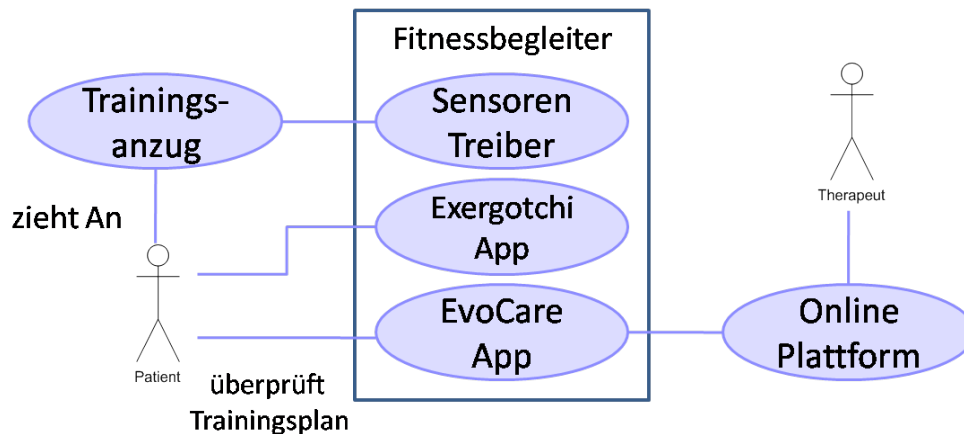 Fitnessbegleiter
Trainings-
anzug
Sensoren
Treiber
zieht An
Exergotchi
App
Therapeut
EvoCare
App
Online
Plattform
Patient
überprüft
Trainingsplan